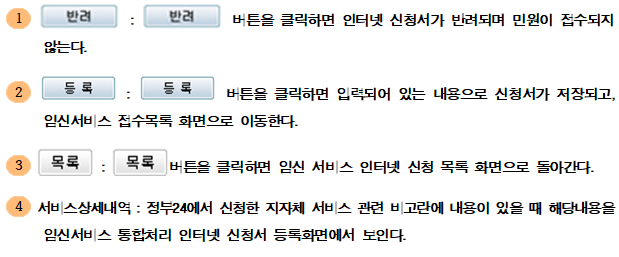 1 반려 : 반려 버튼을 클릭하면 인터넷 신청서가 반려되며 민원이 접수되지
않는다.
2 등 록 : 등 록 버튼을 클릭하면 입력되어 있는 내용으로 신청서가 저장되고,
임신서비스 접수목록 화면으로 이동한다.
3 목록 : 목록 버튼을 클릭하면 임신 서비스 인터넷 신청 목록 화면으로 돌아간다.
4 서비스상세내역 : 정부24에서 신청한 지자체 서비스 관련 비고란에 내용이 있을 때 해당내용을
임신서비스 통합처리 인터넷 신청서 등록화면에서 보인다.